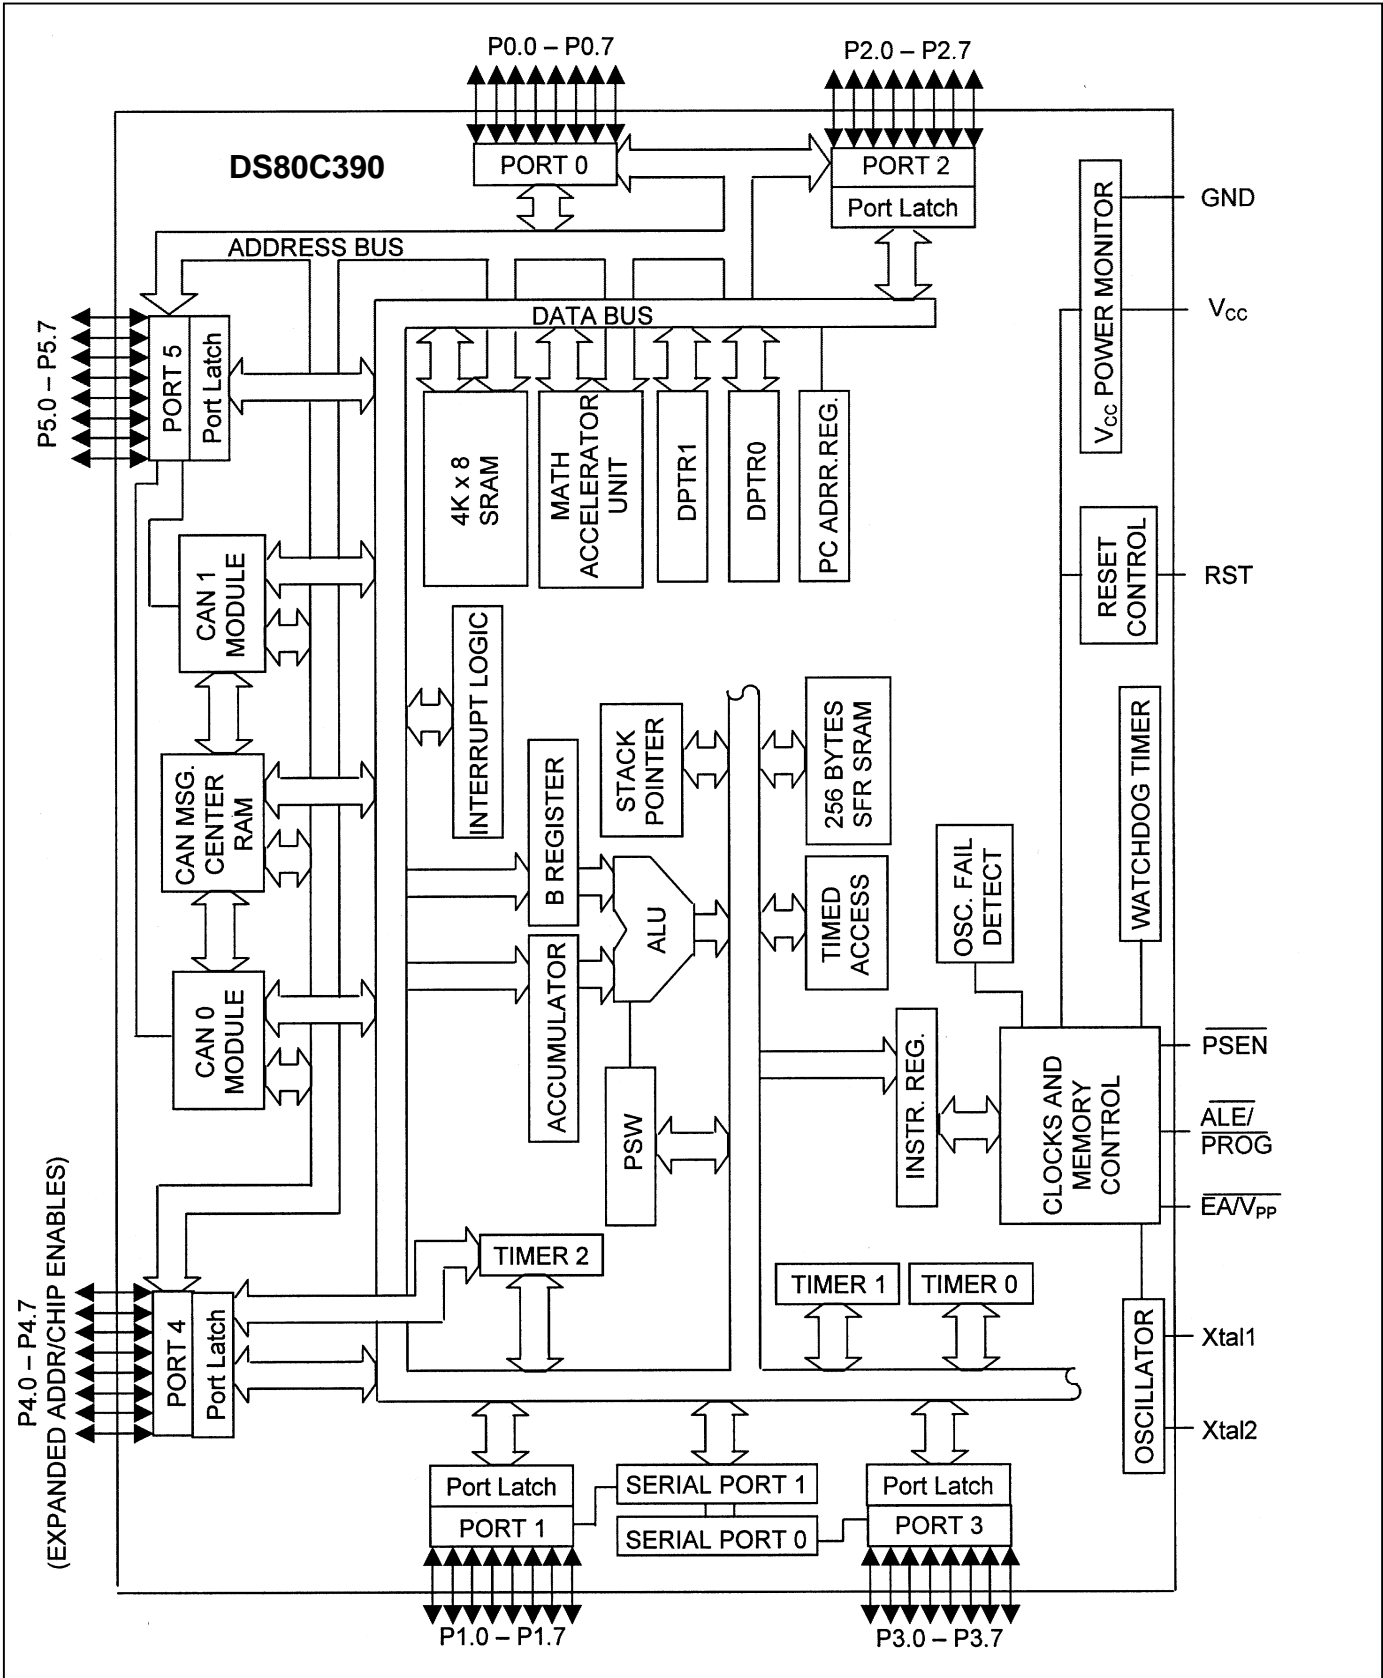 P0.0 – P0.7
P2.0 – P2.7
DS80C390
PORT 0
PORT 2
Port Latch
ADDRESS BUS
DATA BUS
P5.0 – P5.7
PORT 5
Port Latch
4K x 8
SRAM
MATH
ACCELERATOR
UNIT
DPTR1
DPTR0
PC ADRR.REG.
VCC POWER MONITOR
GND
VCC
RESET
CONTROL
RST
CAN 1
MODULE
INTERRUPT LOGIC
CAN MSG.
CENTER
RAM
B REGISTER
STACK
POINTER
256 BYTES
SFR SRAM
WATCHDOG TIMER
OSC. FAIL
DETECT
ALU
TIMED
ACCESS
ACCUMULATOR
CAN 0
MODULE
PSW
INSTR. REG.
CLOCKS AND
MEMORY
CONTROL
PSEN
ALE/
PROG
EA/VPP
P4.0 – P4.7
(EXPANDED ADDR/CHIP ENABLES)
TIMER 2
TIMER 1
TIMER 0
PORT 4
Port Latch
OSCILLATOR
Xtal1
Xtal2
Port Latch
PORT 1
SERIAL PORT 1
SERIAL PORT 0
Port Latch
PORT 3
P1.0 – P1.7
P3.0 – P3.7